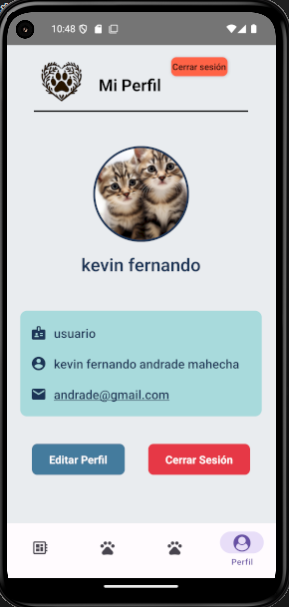 10:48
Mi Perfil
Cerrar sesión
kevin fernando
usuario
kevin fernando andrade mahecha
andrade@gmail.com
Editar Perfil
Cerrar Sesión
Perfil